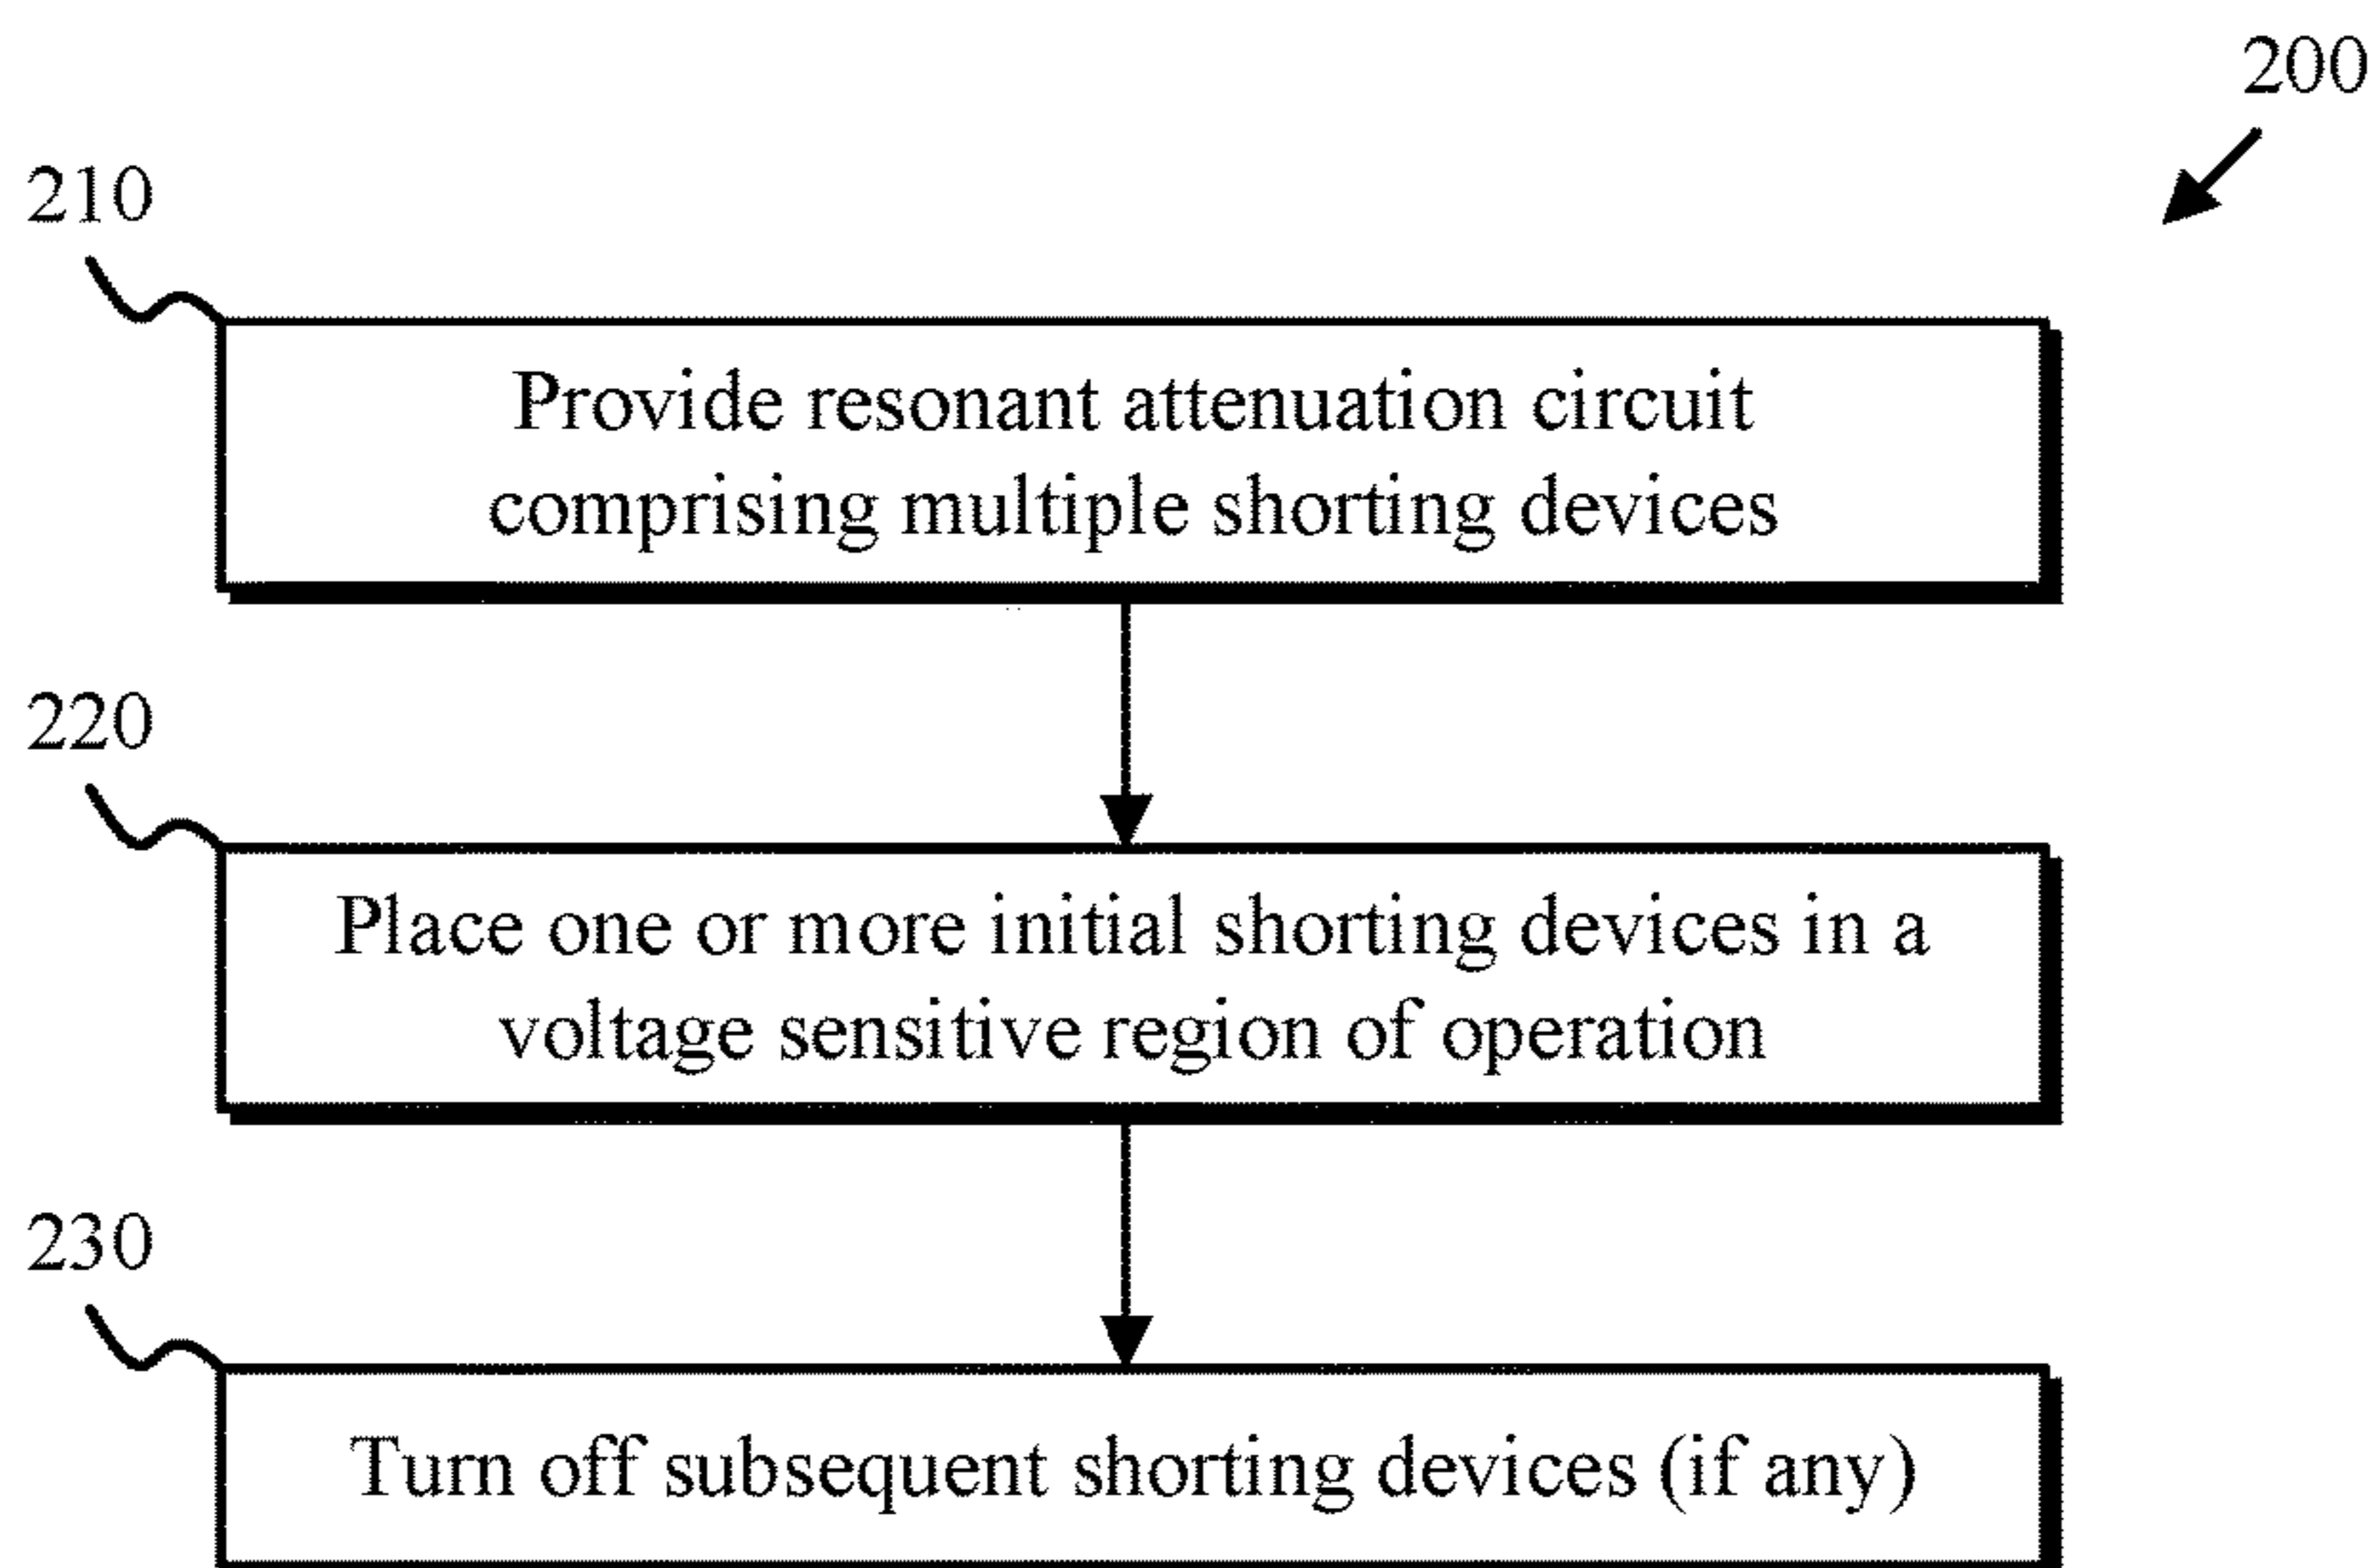 200
210
Provide resonant attenuation circuit
comprising multiple shorting devices
220
Place one or more initial shorting devices in a
voltage sensitive region of operation
230
Turn off subsequent shorting devices (if any)